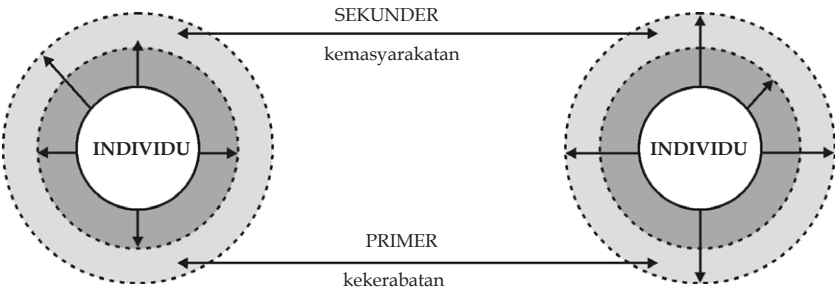 SEKUNDER
kemasyarakatan
INDIVIDU
INDIVIDU
PRIMER
kekerabatan